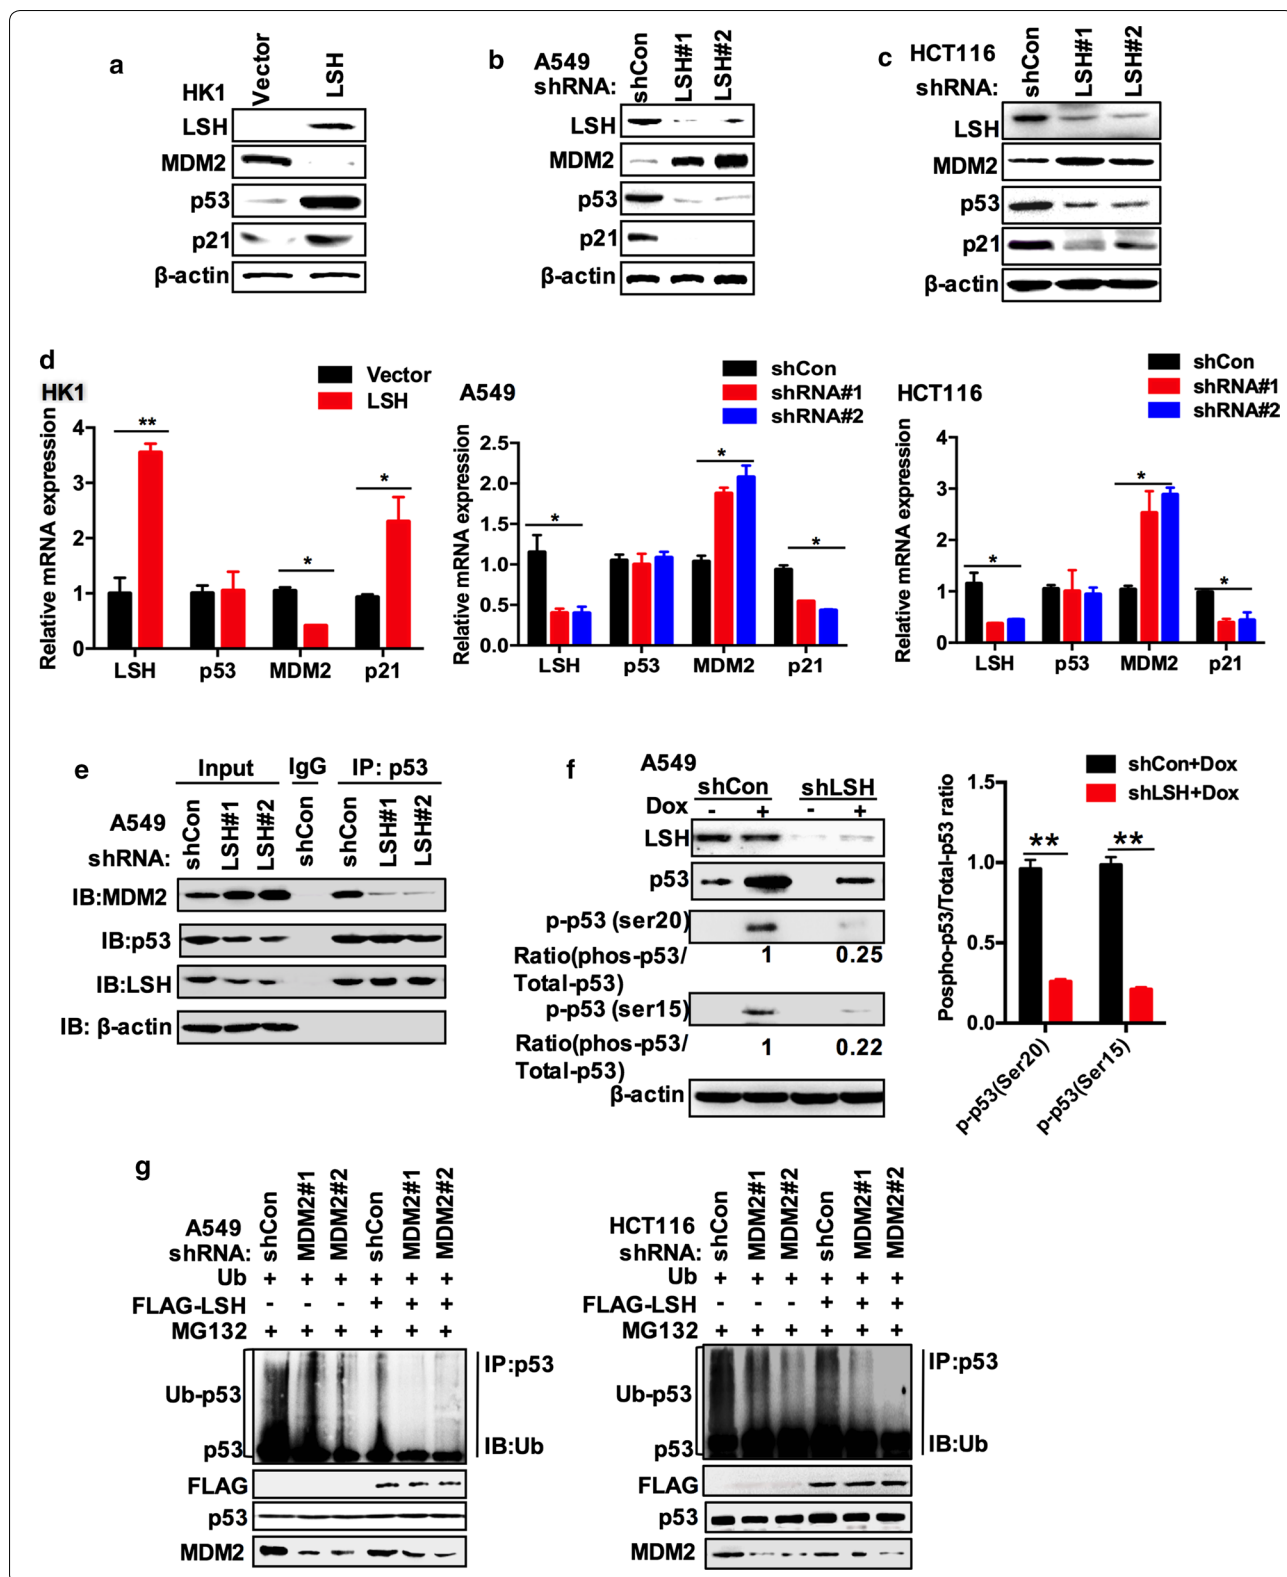 a
HK1
Vector
LSH
LSH
MDM2
p53
p21
β-actin
b
A549
shRNA:
shCon
LSH#1
LSH#2
LSH
MDM2
p53
p21
β-actin
c
HCT116
shRNA:
shCon
LSH#1
LSH#2
LSH
MDM2
p53
p21
β-actin
d
HK1
Vector
LSH
Relative mRNA expression
4
3
2
1
0
**
*
*
LSH p53 MDM2 p21
A549
shCon
shRNA#1
shRNA#2
Relative mRNA expression
2.5
2.0
1.5
1.0
0.5
0.0
*
*
*
LSH p53 MDM2 p21
HCT116
shCon
shRNA#1
shRNA#2
Relative mRNA expression
4
3
2
1
0
*
*
*
LSH p53 MDM2 p21
e
Input IgG IP: p53
A549
shRNA:
shCon
LSH#1
LSH#2
shCon
shCon
LSH#1
LSH#2
IB:MDM2
IB:p53
IB:LSH
IB: β-actin
f
A549
shCon shLSH
Dox - + - +
LSH
p53
p-p53 (ser20)
Ratio(phos-p53/ 1 0.25
Total-p53)
p-p53 (ser15)
Ratio(phos-p53/ 1 0.22
Total-p53)
β-actin
shCon+Dox
shLSH+Dox
Pospho-p53/Total-p53 ratio
1.5
1.0
0.5
0.0
**
**
p-p53(Ser20)
p-p53(Ser15)
g
A549
shRNA:
shCon
MDM2#1
MDM2#2
shCon
MDM2#1
MDM2#2
Ub + + + + + +
FLAG-LSH - - - + + +
MG132 + + + + + +
Ub-p53
p53
IP:p53
IB:Ub
FLAG
p53
MDM2
HCT116
shRNA:
shCon
MDM2#1
MDM2#2
shCon
MDM2#1
MDM2#2
Ub + + + + + +
FLAG-LSH - - - + + +
MG132 + + + + + +
Ub-p53
p53
IP:p53
IB:Ub
FLAG
p53
MDM2